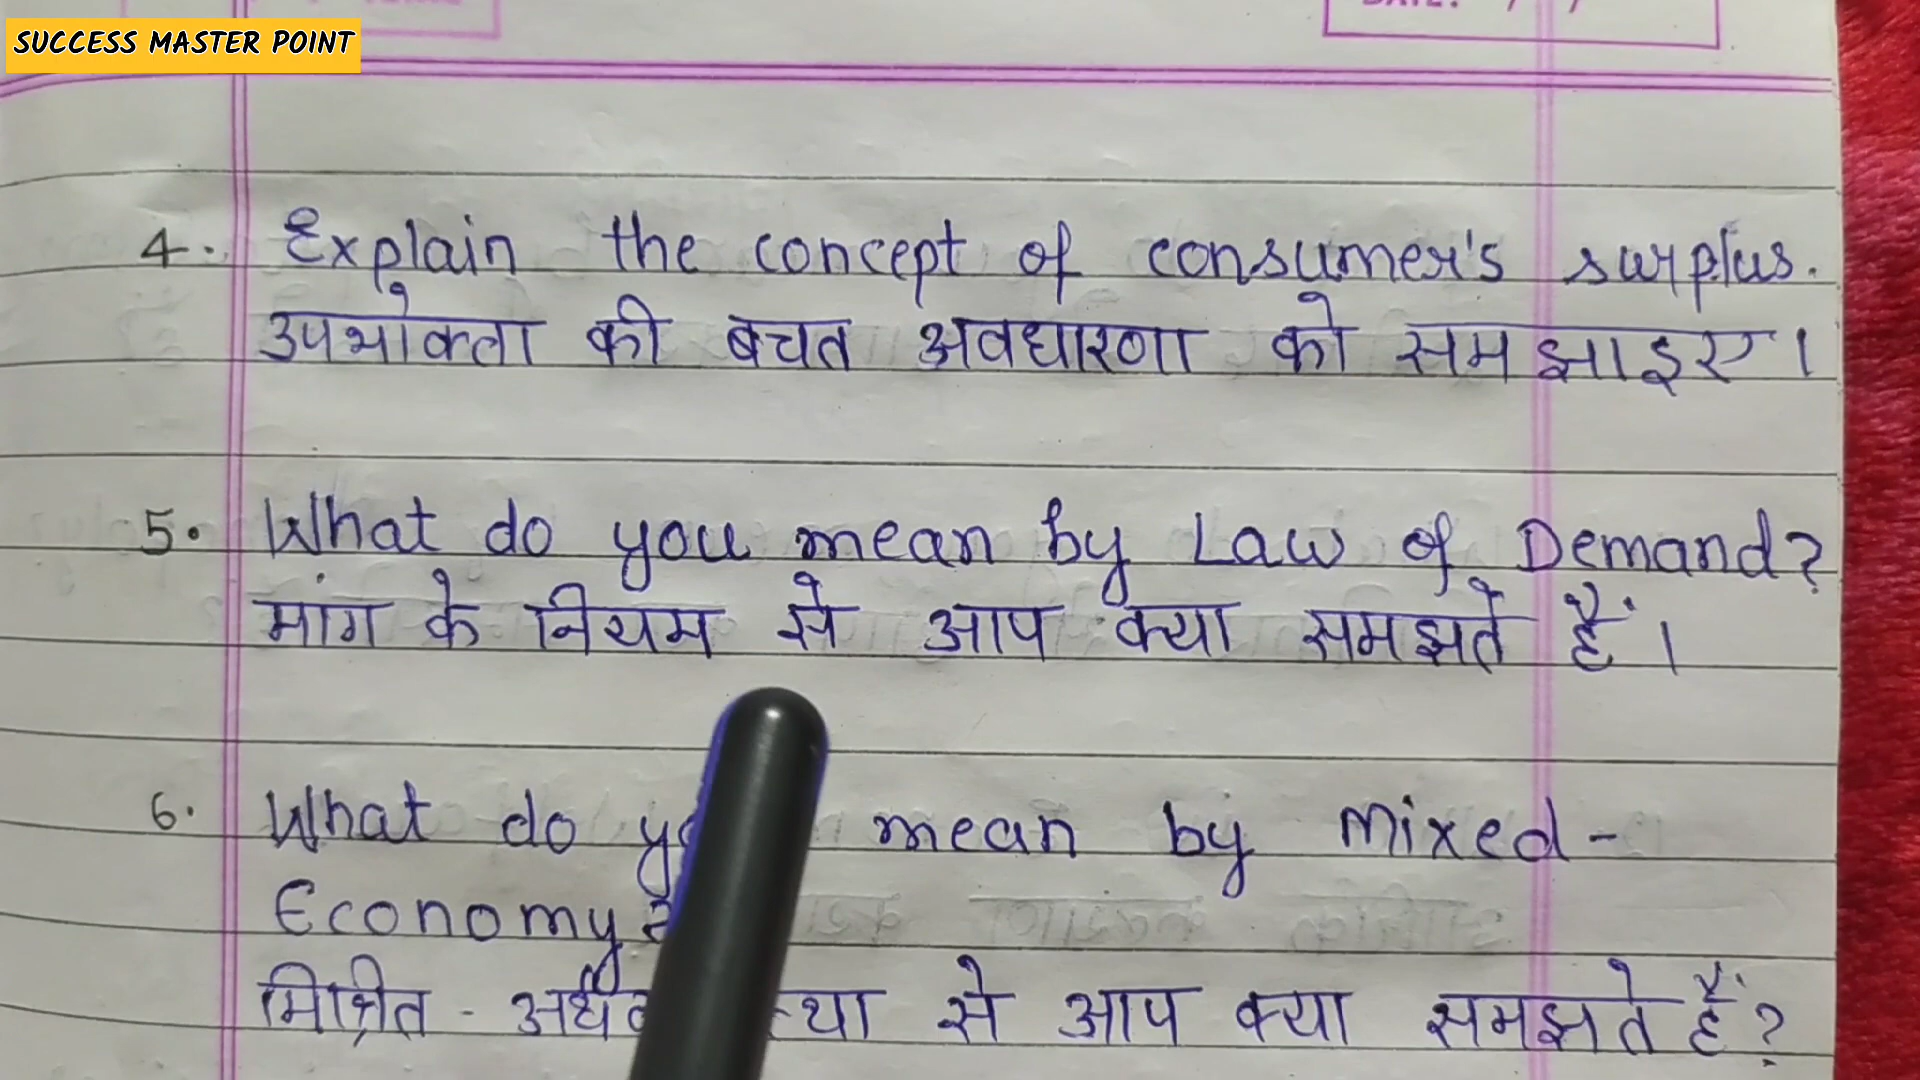 SUCCESS MASTER POINT
DATE: / /
4. Explain the concept of consumer's surplus.
उपभोक्ता की बचत अवधारणा को समझाइए।
5. What do you mean by Law of Demand?
मांग के नियम से आप क्या समझते हैं।
6. What do mean by Mixed-
Economy?
मिश्रित - से आप क्या समझते हैं?